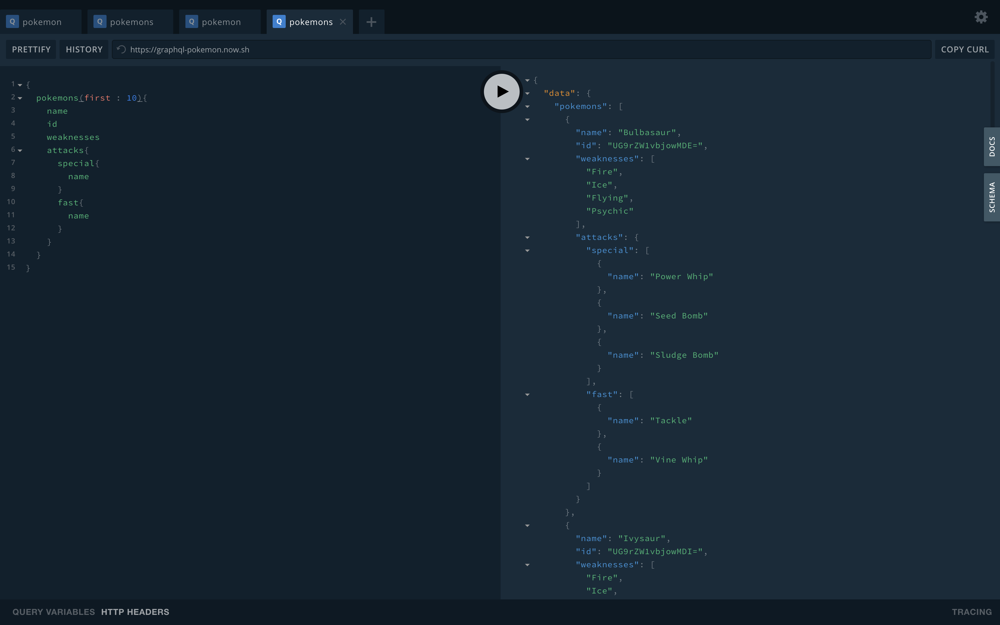 Q pokemon Q pokemons Q pokemon Q pokemons
PRETTIFY HISTORY https://graphql-pokemon.now.sh COPY CURL
1 {
2 pokemons(first : 10){
3 name
4 id
5 weaknesses
6 attacks{
7 special{
8 name
9 }
10 fast{
11 name
12 }
13 }
14 }
15 }
{
"data": {
"pokemons": [
{
"name": "Bulbasaur",
"id": "UG9rZW1vbjowMDE=",
"weaknesses": [
"Fire",
"Ice",
"Flying",
"Psychic"
],
"attacks": {
"special": [
{
"name": "Power Whip"
},
{
"name": "Seed Bomb"
},
{
"name": "Sludge Bomb"
}
],
"fast": [
{
"name": "Tackle"
},
{
"name": "Vine Whip"
}
]
}
},
{
"name": "Ivysaur",
"id": "UG9rZW1vbjowMDI=",
"weaknesses": [
"Fire",
"Ice",
DOCS
SCHEMA
QUERY VARIABLES HTTP HEADERS TRACING